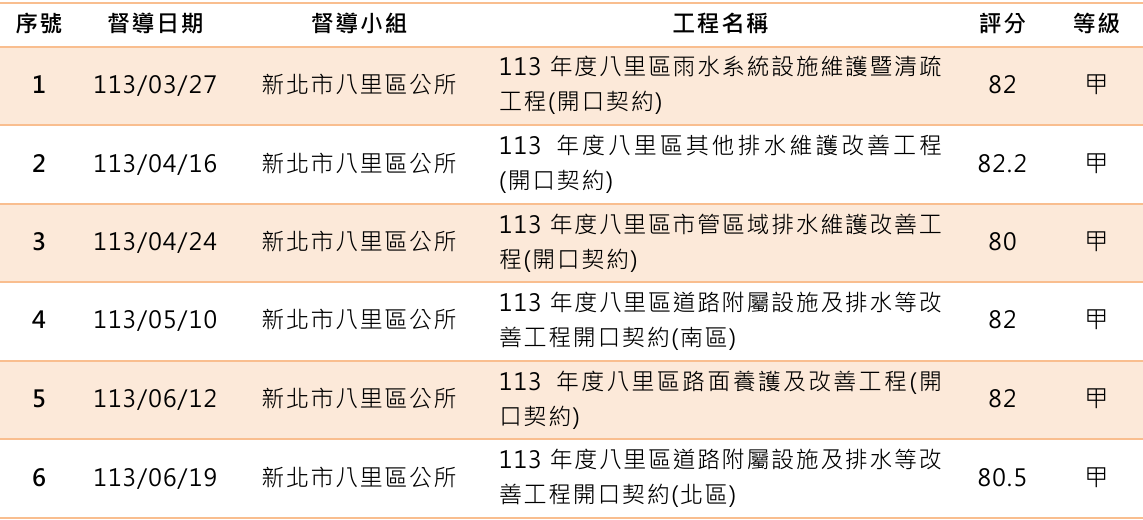 序號 督導日期 督導小組 工程名稱 評分 等級
1 113/03/27 新北市八里區公所 113 年度八里區雨水系統設施維護暨清疏
工程(開口契約) 82 甲
2 113/04/16 新北市八里區公所 113 年度八里區其他排水維護改善工程
(開口契約) 82.2 甲
3 113/04/24 新北市八里區公所 113 年度八里區市管區域排水維護改善工
程(開口契約) 80 甲
4 113/05/10 新北市八里區公所 113 年度八里區道路附屬設施及排水等改
善工程開口契約(南區) 82 甲
5 113/06/12 新北市八里區公所 113 年度八里區路面養護及改善工程(開
口契約) 82 甲
6 113/06/19 新北市八里區公所 113 年度八里區道路附屬設施及排水等改
善工程開口契約(北區) 80.5 甲